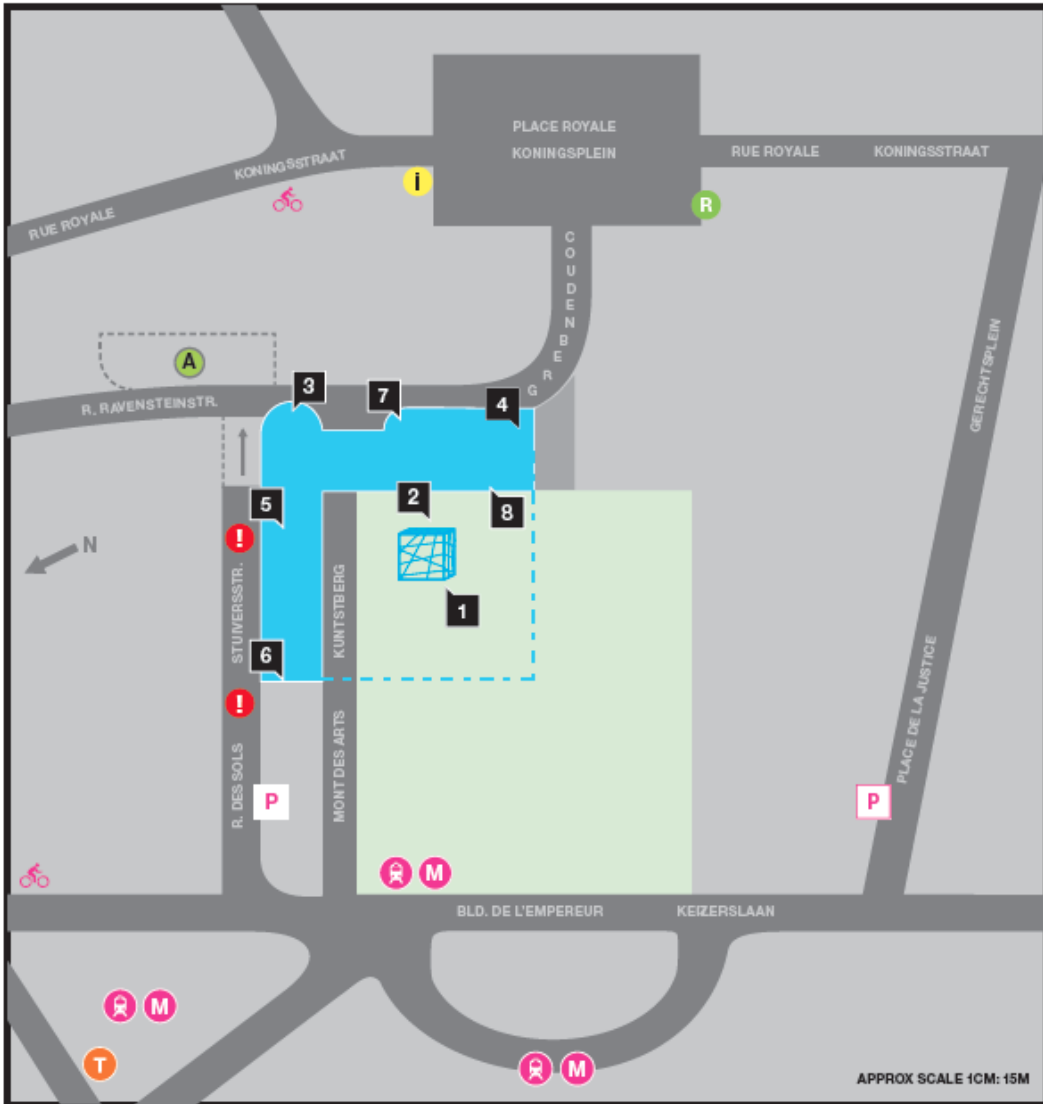 PLACE ROYALE
KONINGSPLEIN
RUE ROYALE KONINGSSTRAAT
RUE ROYALE KONINGSSTRAAT
i
R
COUDENBERG
A
R. RAVENSTEINSTR.
3
7
4
GERECHTSPLEIN
PLACE DE LA JUSTICE
5
2
8
N
!
1
STUIVERSSTR.
R. DES SOLS
KUNTSTBERG
MONT DES ARTS
6
!
P
P
M
BLD. DE L'EMPEREUR KEIZERSLAAN
M
T
M
APPROX SCALE 1CM: 15M